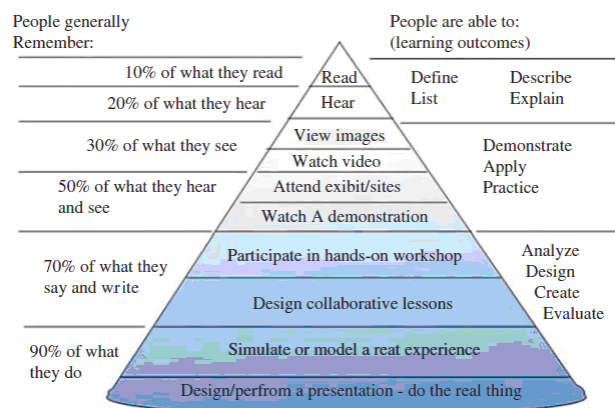 People generally
Remember:
People are able to:
(learning outcomes)
10% of what they read
Read
Define
Describe
20% of what they hear
Hear
List
Explain
30% of what they see
View images
Watch video
Demonstrate
Apply
Practice
50% of what they hear
and see
Attend exibit/sites
Watch A demonstration
70% of what they
say and write
Participate in hands-on workshop
Design collaborative lessons
Analyze
Design
Create
Evaluate
90% of what
they do
Simulate or model a reat experience
Design/perfrom a presentation - do the real thing